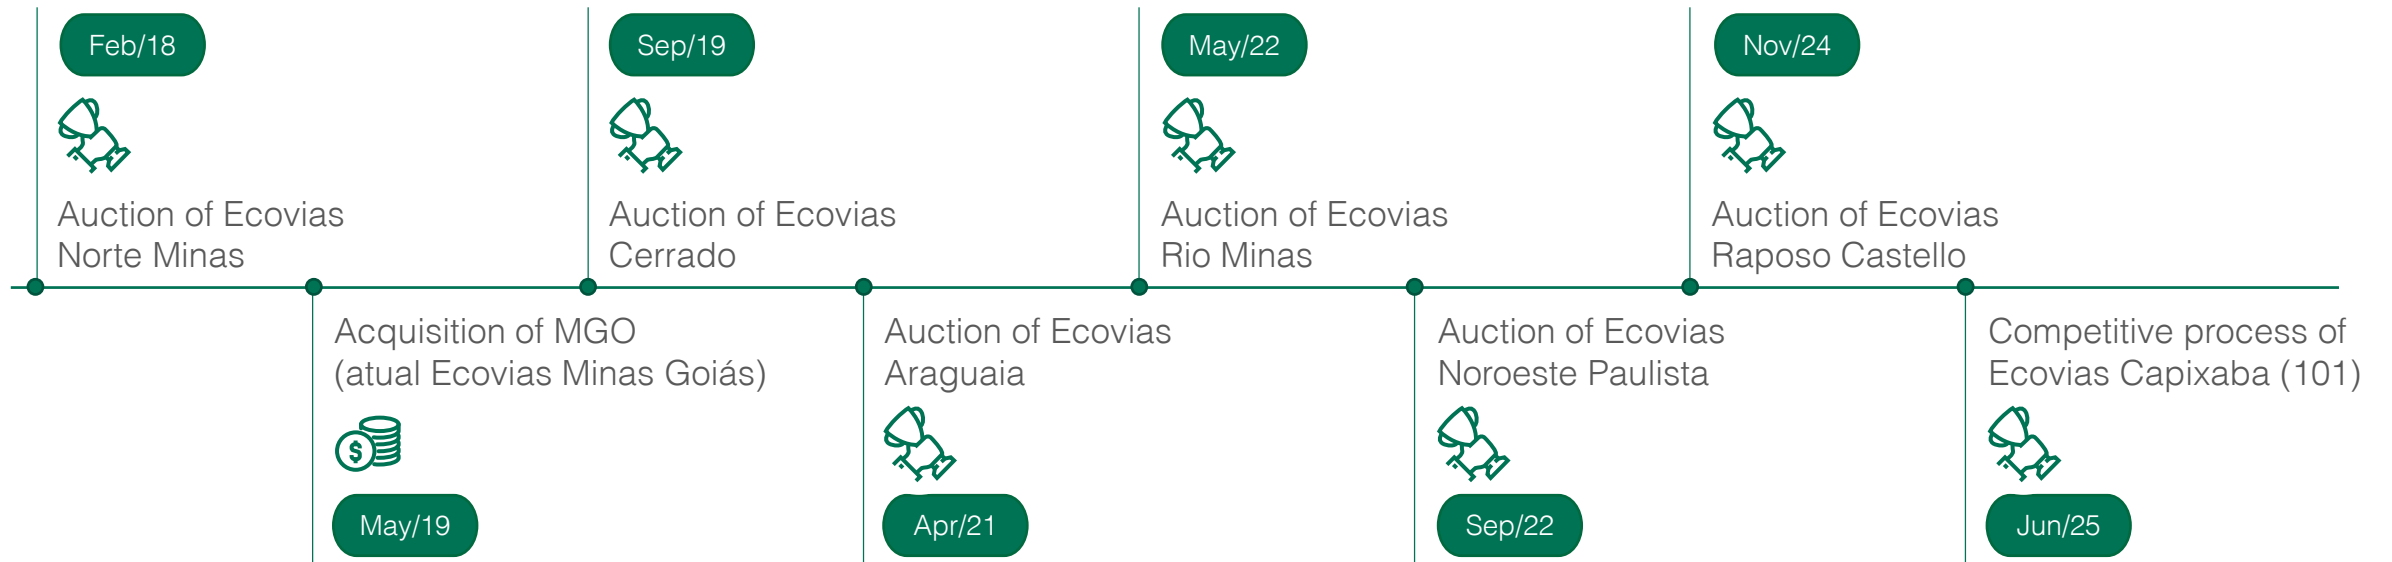 Feb/18
Auction of Ecovias
Norte Minas
Acquisition of MGO
(atual Ecovias Minas Goiás)
$
May/19
Sep/19
Auction of Ecovias
Cerrado
Auction of Ecovias
Araguaia
Apr/21
May/22
Auction of Ecovias
Rio Minas
Auction of Ecovias
Noroeste Paulista
Sep/22
Nov/24
Auction of Ecovias
Raposo Castello
Competitive process of
Ecovias Capixaba (101)
Jun/25